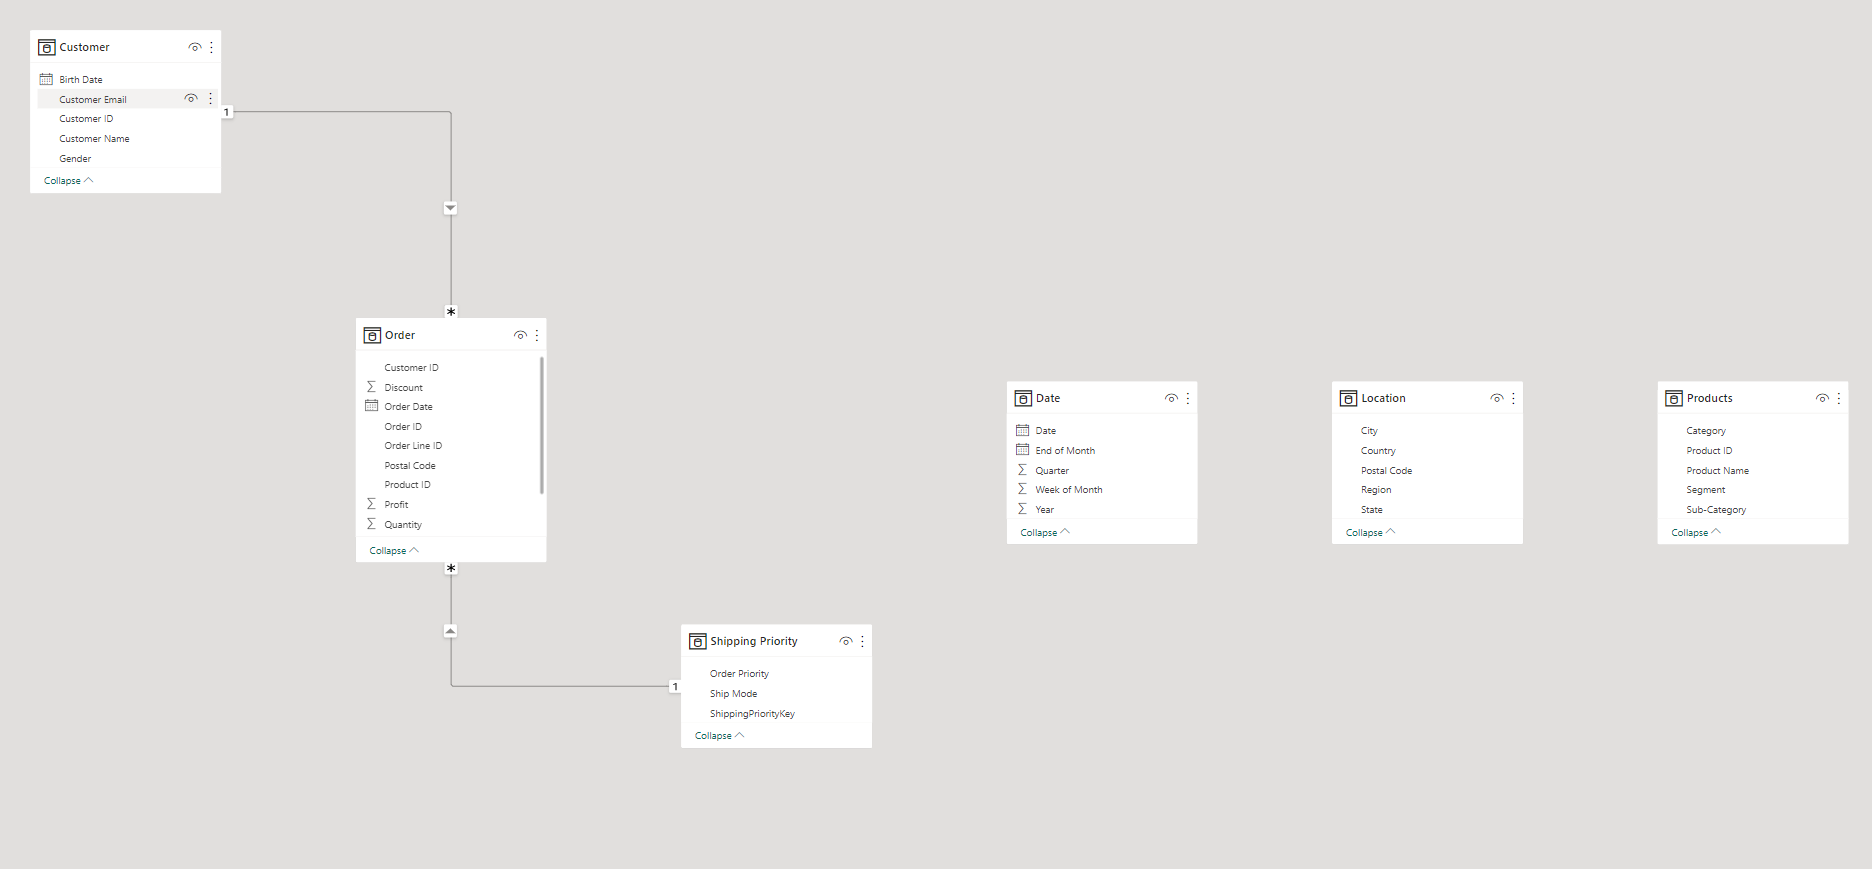 Customer
Birth Date
Customer Email
Customer ID
Customer Name
Gender
Collapse
1
*
Order
Customer ID
Discount
Order Date
Order ID
Order Line ID
Postal Code
Product ID
Profit
Quantity
Collapse
*
1
Shipping Priority
Order Priority
Ship Mode
ShippingPriorityKey
Collapse
Date
Date
End of Month
Quarter
Week of Month
Year
Collapse
Location
City
Country
Postal Code
Region
State
Collapse
Products
Category
Product ID
Product Name
Segment
Sub-Category
Collapse